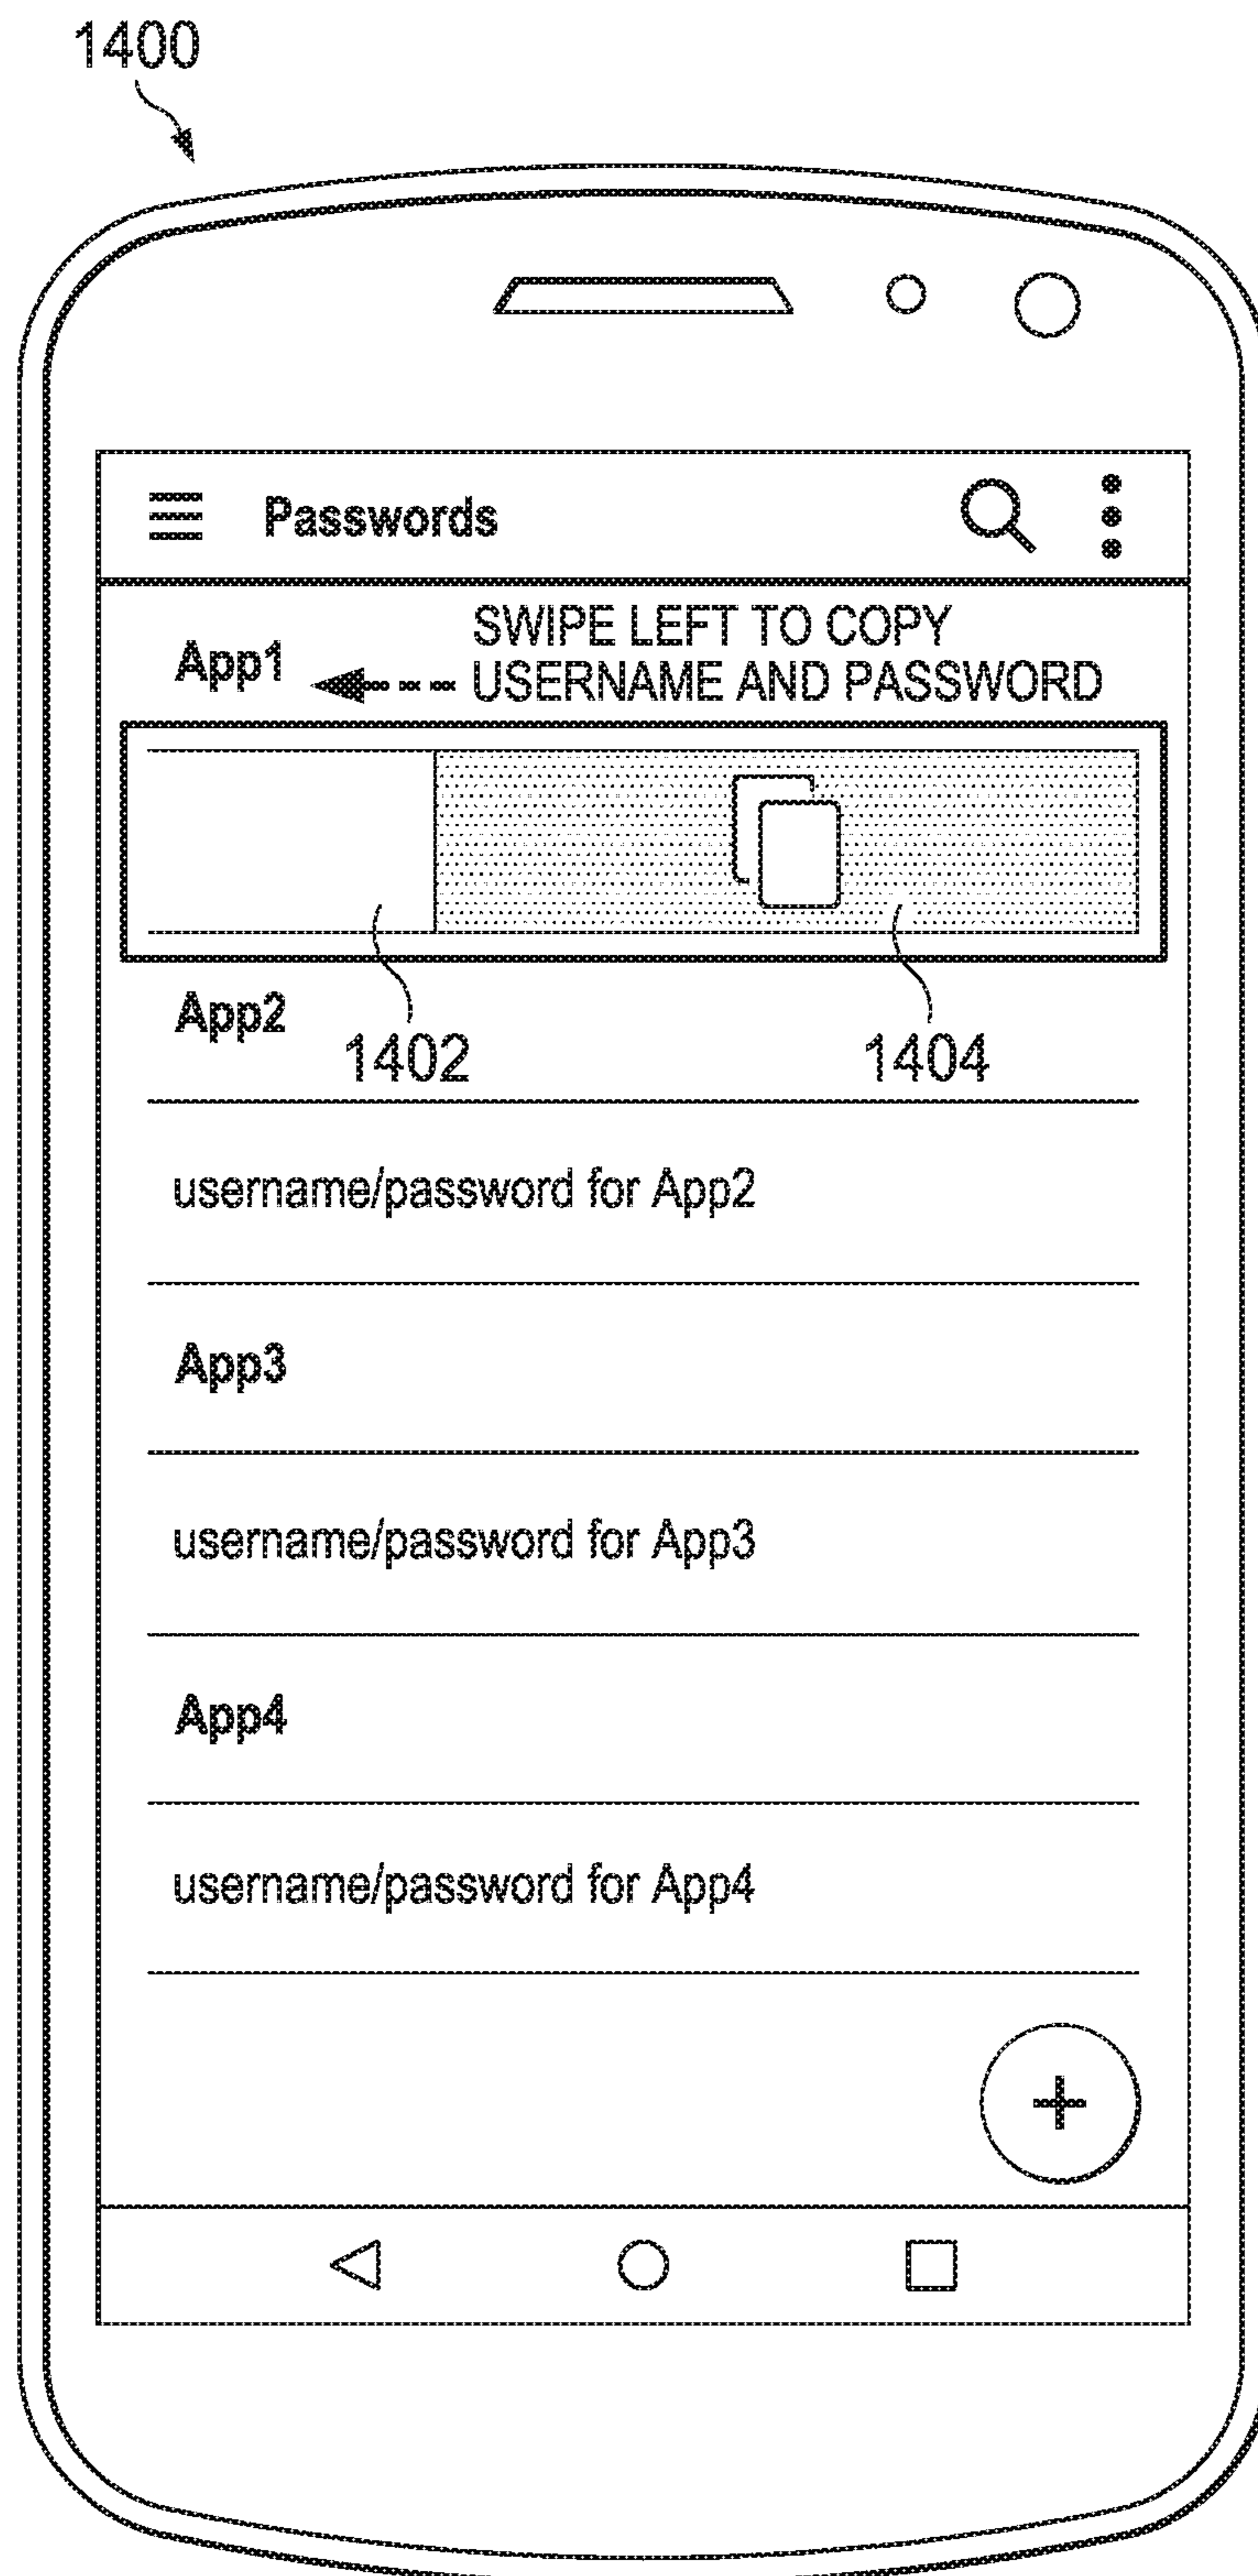 1400
Passwords
App1
SWIPE LEFT TO COPY
USERNAME AND PASSWORD
App2
1402
1404
username/password for App2
App3
username/password for App3
App4
username/password for App4